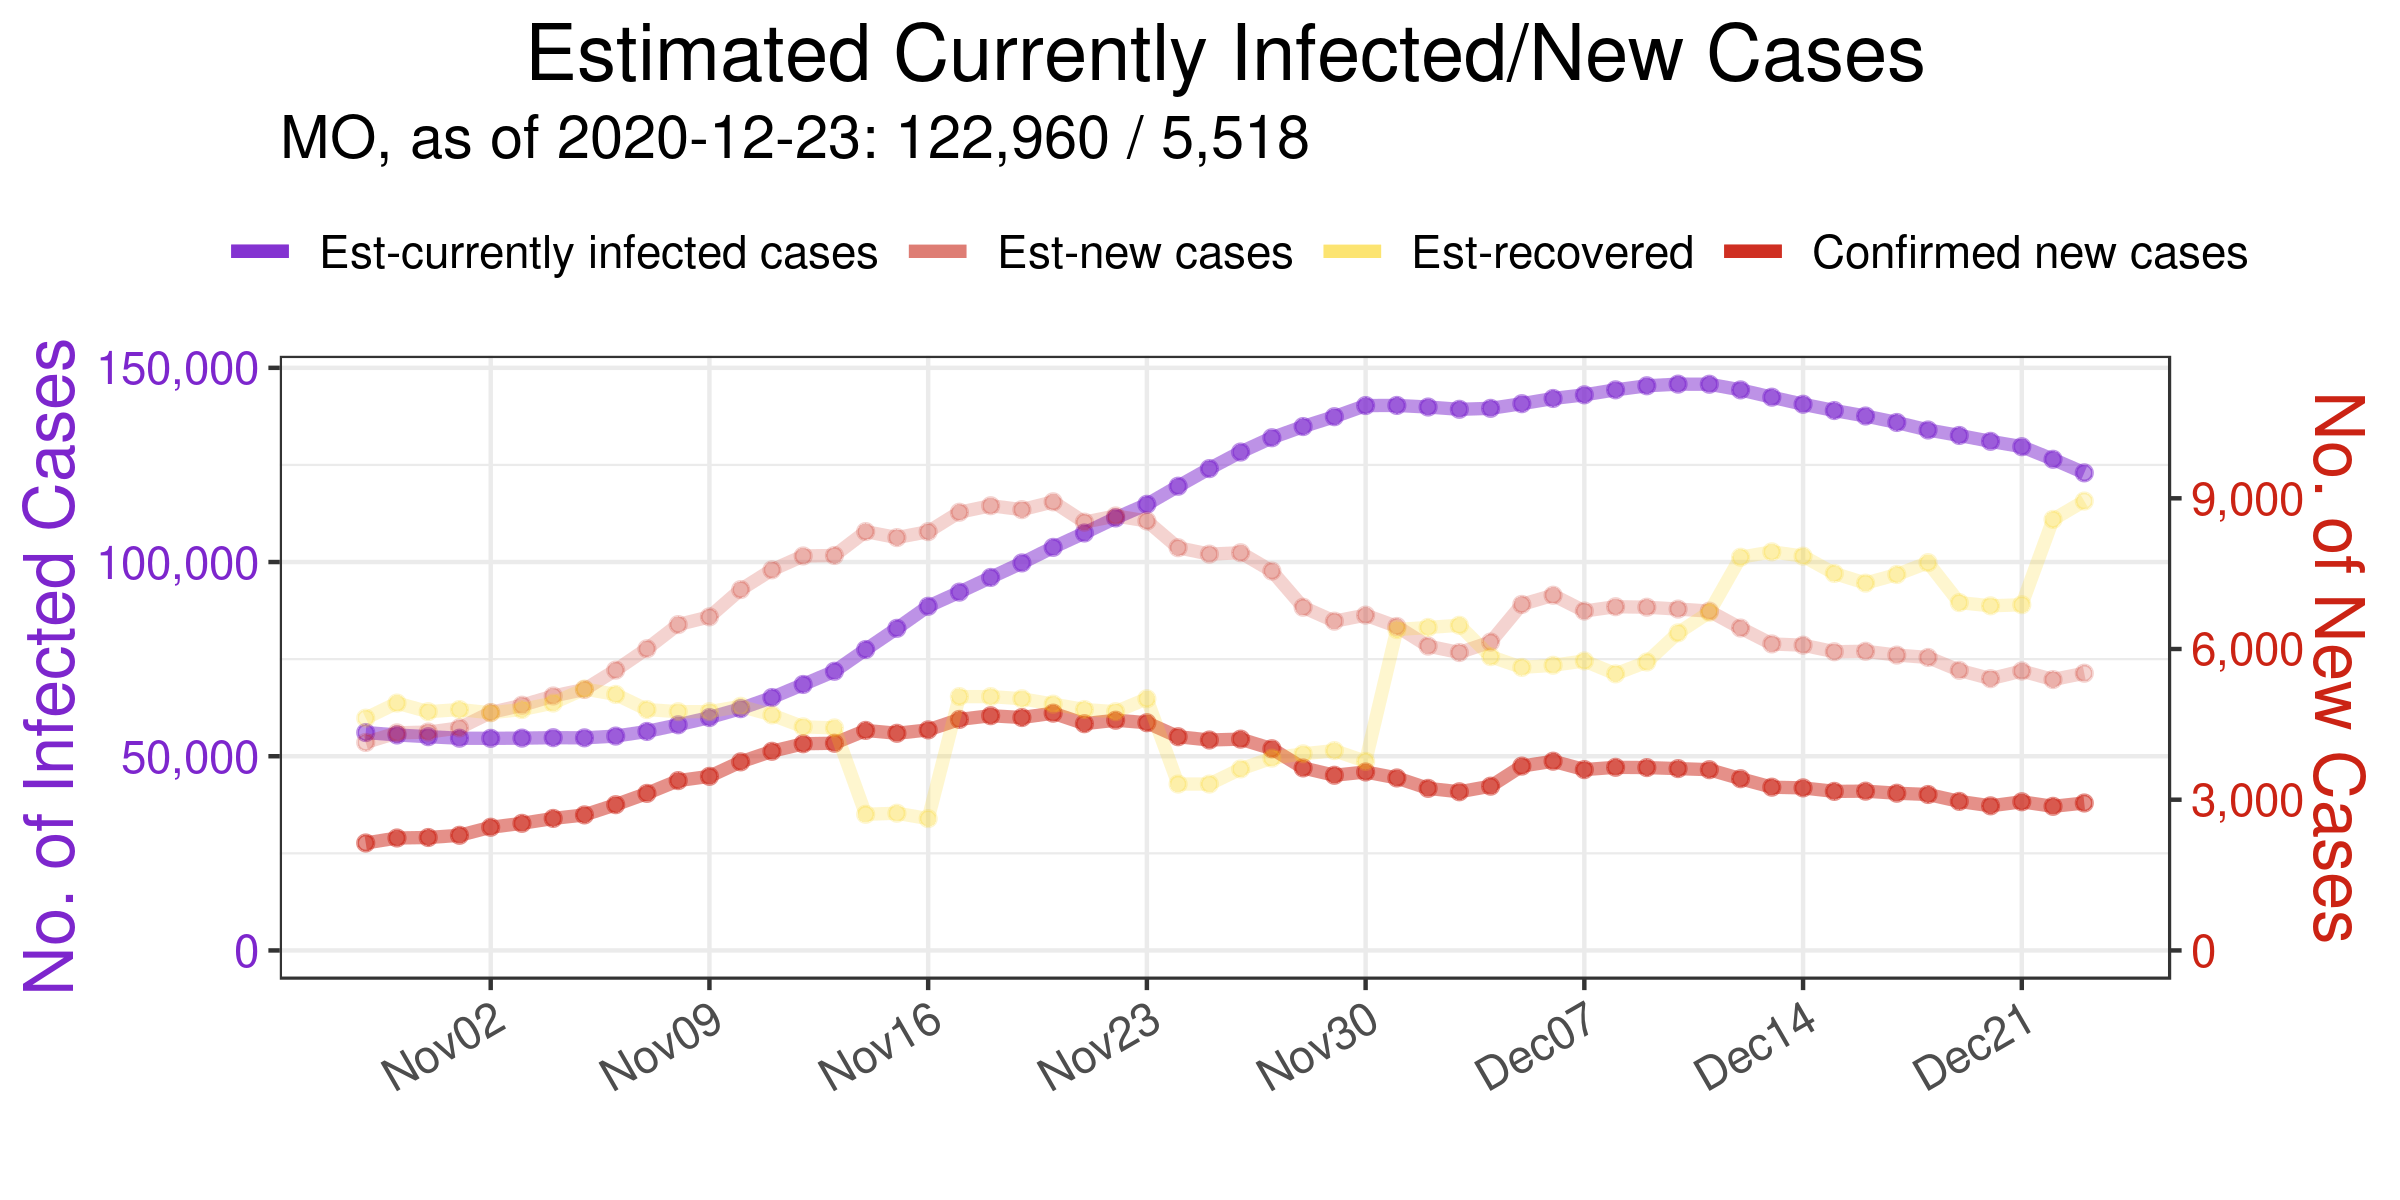 Estimated Currently Infected/New Cases
MO, as of 2020-12-23: 122,960 / 5,518
Est-currently infected cases Est-new cases Est-recovered Confirmed new cases
No. of Infected Cases
150,000
100,000
50,000
0
No. of New Cases
9,000
6,000
3,000
0
Nov02 Nov09 Nov16 Nov23 Nov30 Dec07 Dec14 Dec21